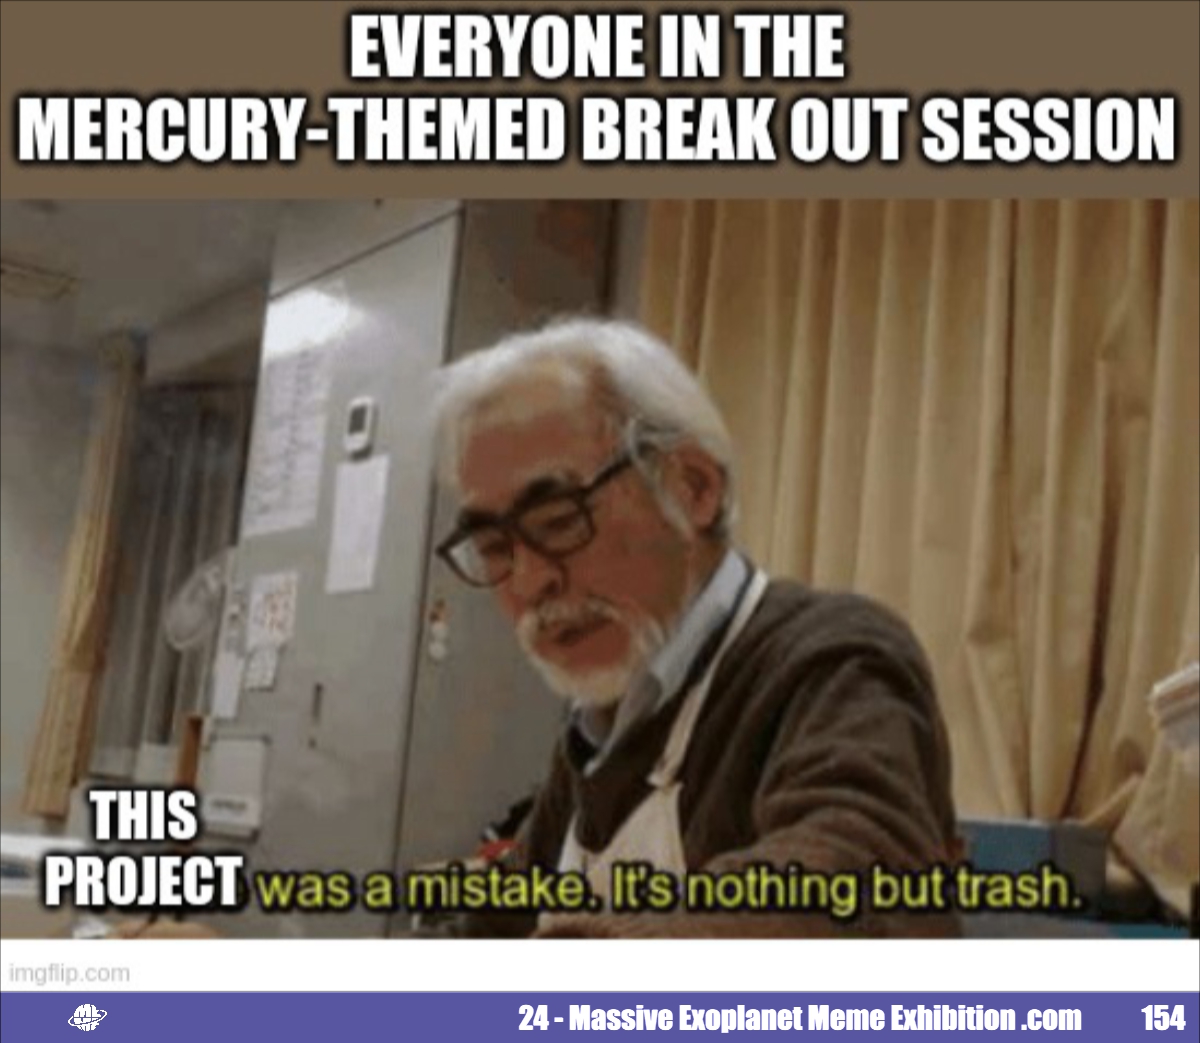 EVERYONE IN THE
MERCURY-THEMED BREAK OUT SESSION
THIS
PROJECT was a mistake. It's nothing but trash.
imgflip.com
24 - Massive Exoplanet Meme Exhibition .com 154